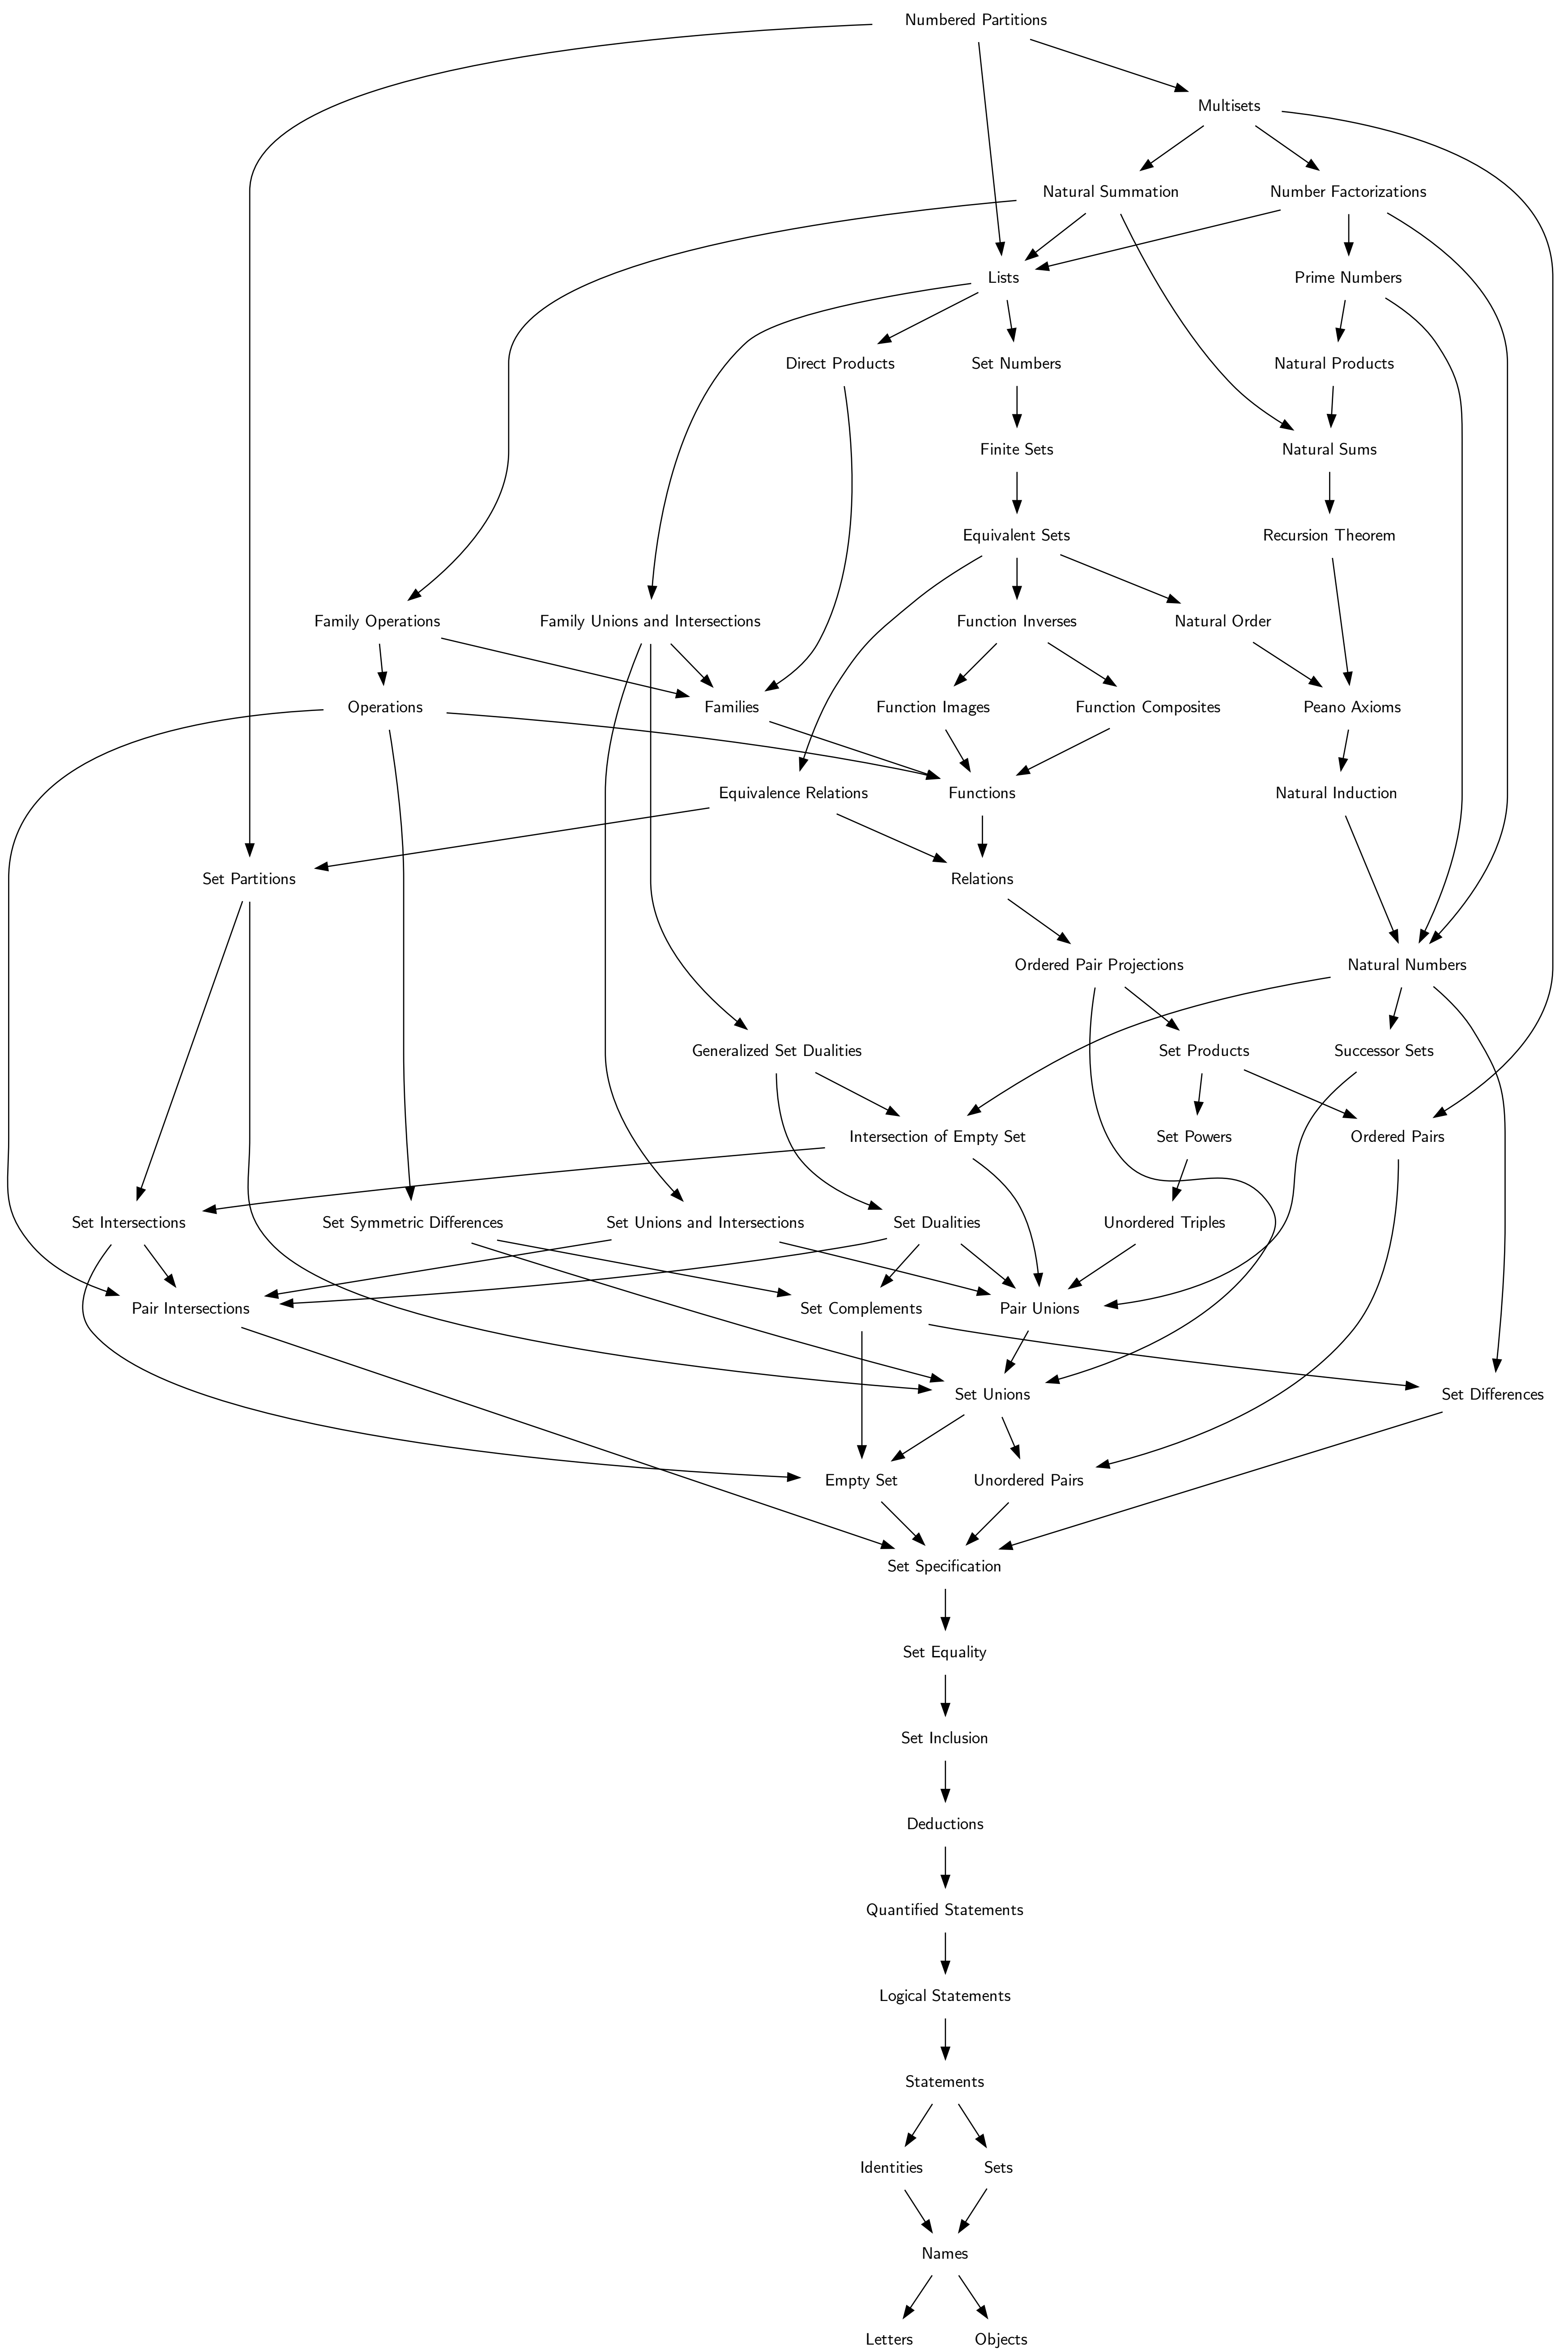 Numbered Partitions
Multisets
Natural Summation
Number Factorizations
Lists
Prime Numbers
Direct Products
Set Numbers
Natural Products
Finite Sets
Natural Sums
Equivalent Sets
Recursion Theorem
Family Operations
Family Unions and Intersections
Function Inverses
Natural Order
Operations
Families
Function Images
Function Composites
Peano Axioms
Equivalence Relations
Functions
Natural Induction
Set Partitions
Relations
Ordered Pair Projections
Natural Numbers
Generalized Set Dualities
Set Products
Successor Sets
Intersection of Empty Set
Set Powers
Ordered Pairs
Set Intersections
Set Symmetric Differences
Set Unions and Intersections
Set Dualities
Unordered Triples
Pair Intersections
Set Complements
Pair Unions
Set Unions
Set Differences
Empty Set
Unordered Pairs
Set Specification
Set Equality
Set Inclusion
Deductions
Quantified Statements
Logical Statements
Statements
Identities
Sets
Names
Letters
Objects